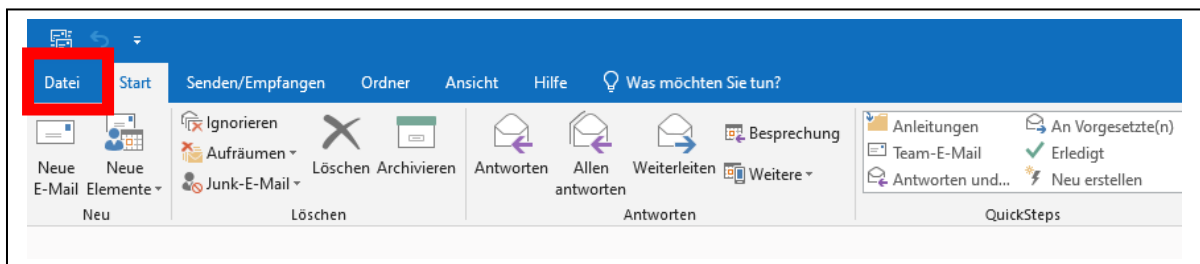 Datei Start Senden/Empfangen Ordner Ansicht Hilfe Was möchten Sie tun?
Neue E-Mail
Neue Elemente
Ignorieren
Aufräumen
Junk-E-Mail
Löschen
Archivieren
Antworten
Allen antworten
Weiterleiten
Besprechung
Weitere
Anleitungen
Team-E-Mail
Antworten und...
An Vorgesetzte(n)
Erledigt
Neu erstellen
Neu Löschen Antworten QuickSteps